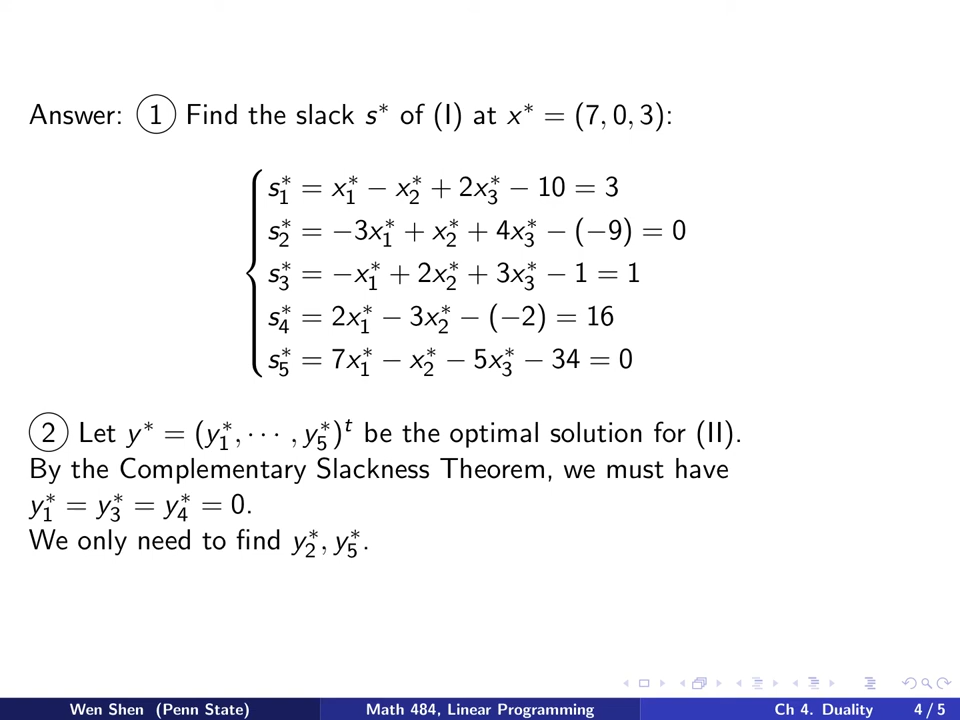 Answer: ① Find the slack s* of (I) at x* = (7, 0, 3):
s₁* = x₁* − x₂* + 2x₃* − 10 = 3
s₂* = −3x₁* + x₂* + 4x₃* − (−9) = 0
s₃* = −x₁* + 2x₂* + 3x₃* − 1 = 1
s₄* = 2x₁* − 3x₂* − (−2) = 16
s₅* = 7x₁* − x₂* − 5x₃* − 34 = 0
② Let y* = (y₁*, ⋯ , y₅*)ᵗ be the optimal solution for (II).
By the Complementary Slackness Theorem, we must have
y₁* = y₃* = y₄* = 0.
We only need to find y₂*, y₅*.
Wen Shen (Penn State) Math 484, Linear Programming Ch 4. Duality 4 / 5